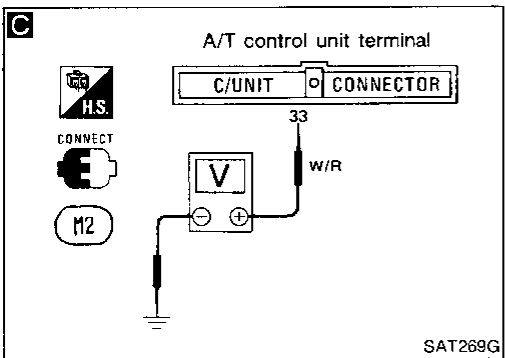 C
A/T control unit terminal
H.S.
C/UNIT CONNECTOR
CONNECT
33
W/R
V
M2
SAT269G